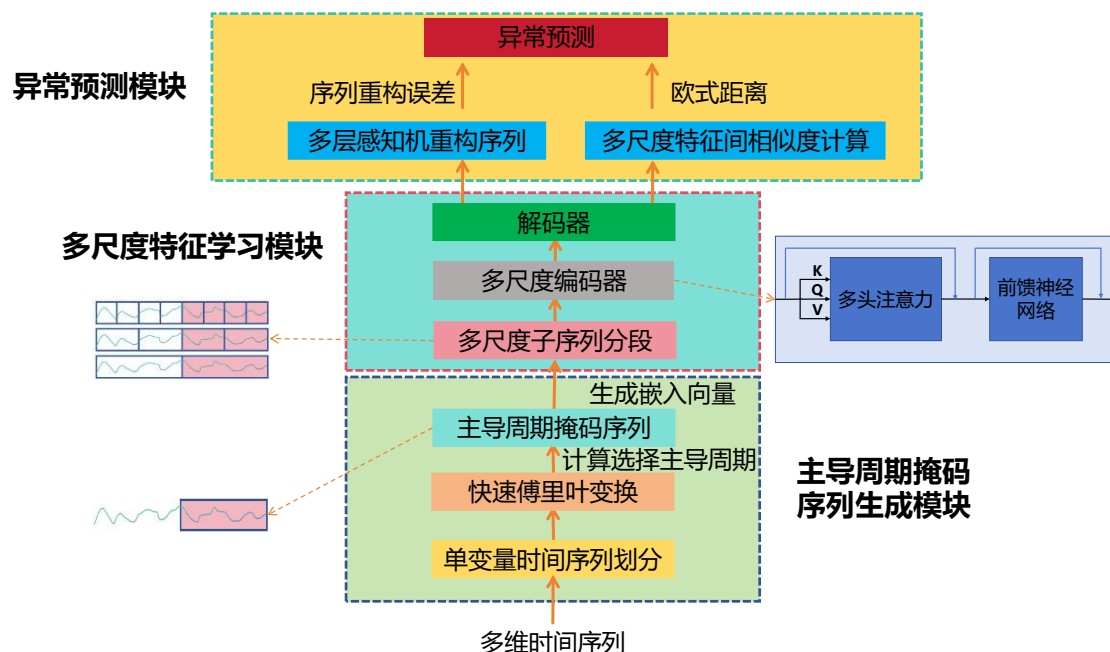 异常预测
异常预测模块
序列重构误差
欧式距离
多层感知机重构序列
多尺度特征间相似度计算
解码器
多尺度特征学习模块
多尺度编码器
K
Q
V
多头注意力
前馈神经
网络
多尺度子序列分段
生成嵌入向量
主导周期掩码序列
计算选择主导周期
主导周期掩码
序列生成模块
快速傅里叶变换
单变量时间序列划分
多维时间序列